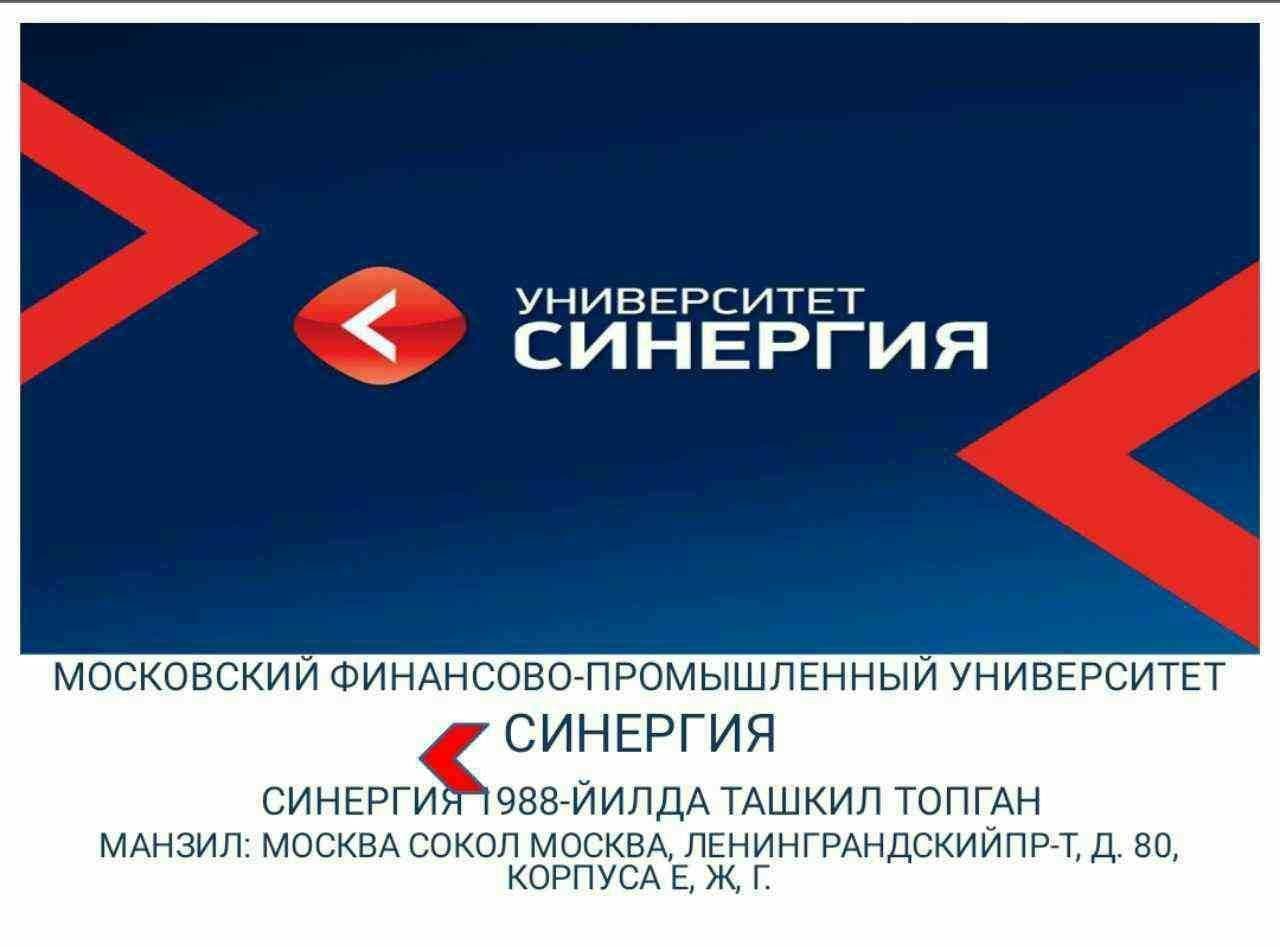 УНИВЕРСИТЕТ
СИНЕРГИЯ
МОСКОВСКИЙ ФИНАНСОВО-ПРОМЫШЛЕННЫЙ УНИВЕРСИТЕТ
СИНЕРГИЯ
СИНЕРГИЯ 1988-ЙИЛДА ТАШКИЛ ТОПГАН
МАНЗИЛ: МОСКВА СОКОЛ МОСКВА, ЛЕНИНГРАНДСКИЙПР-Т, Д. 80,
КОРПУСА Е, Ж, Г.